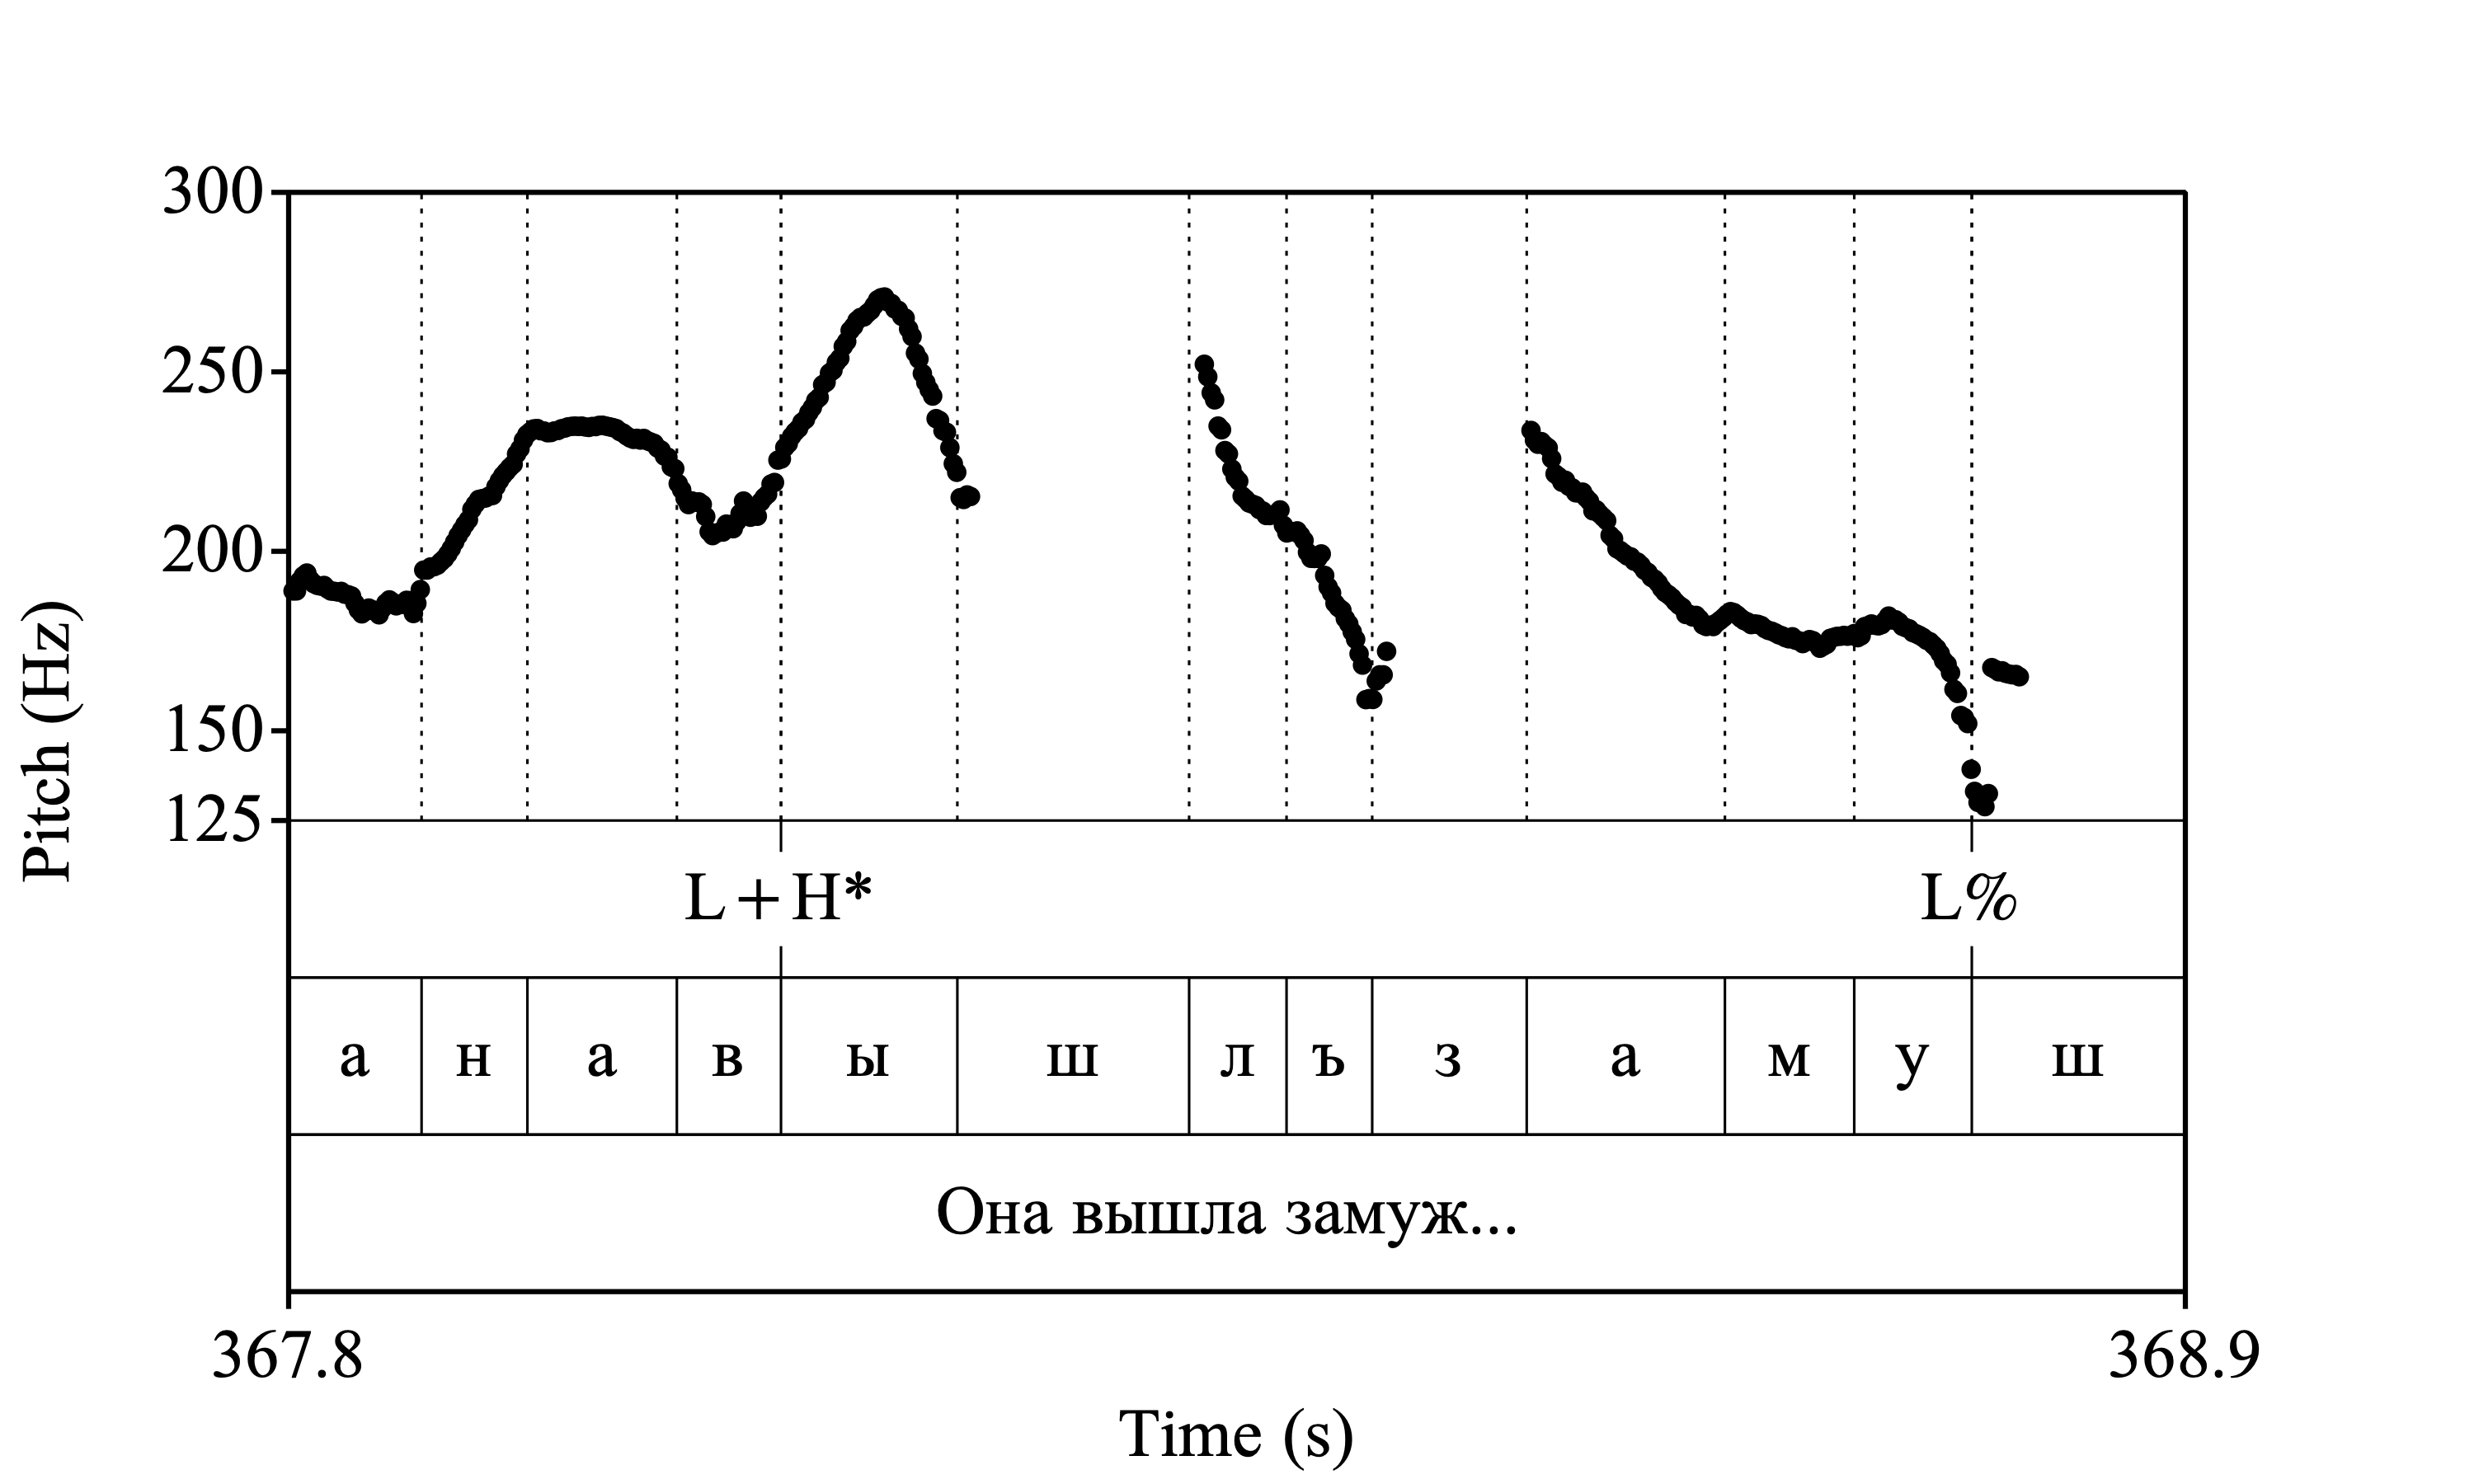 300
250
200
150
125
Pitch (Hz)
L+H* L%
а н а в ы ш л ъ з а м у ш
Она вышла замуж...
367.8 368.9
Time (s)